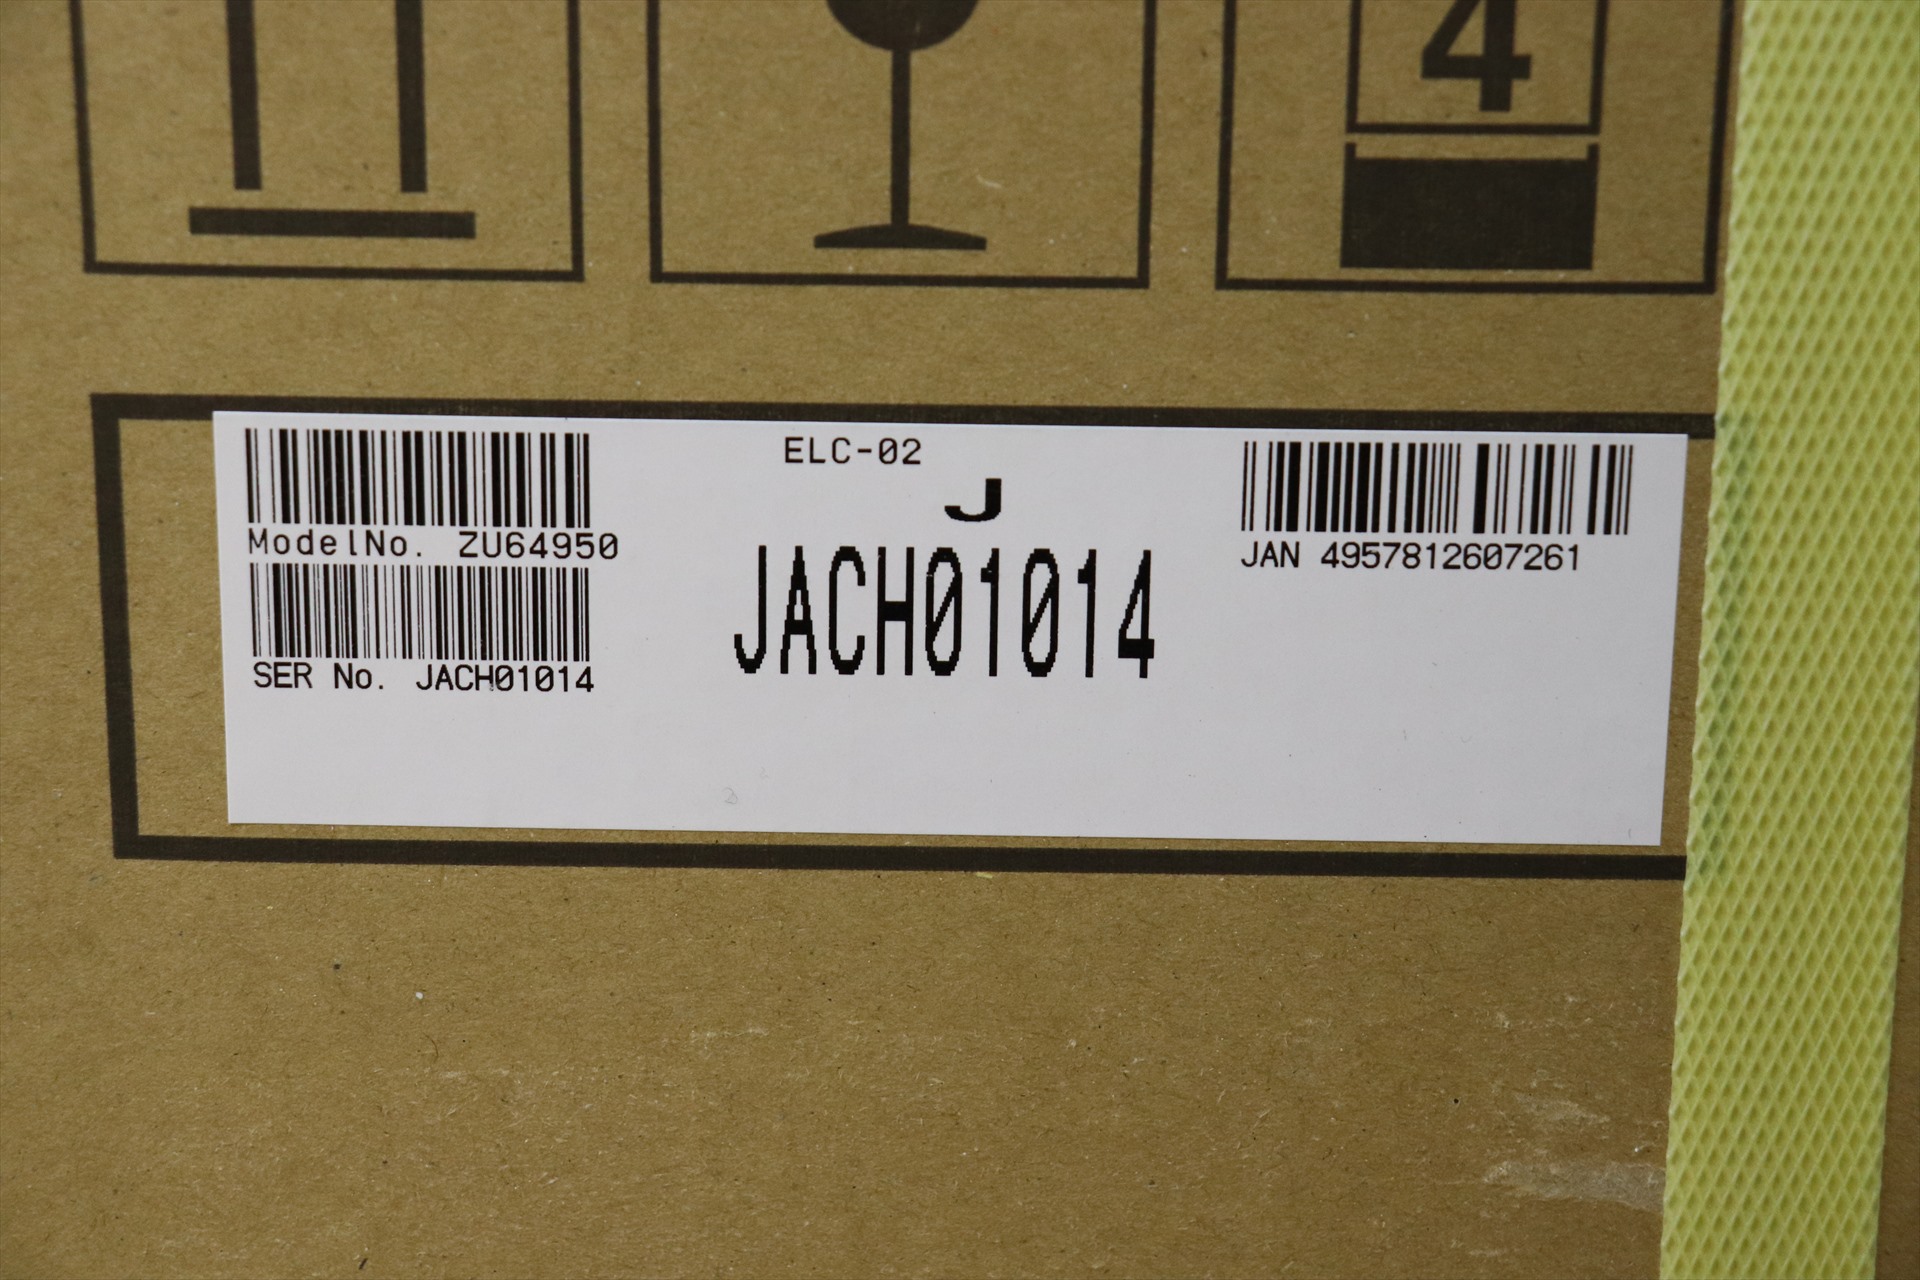 4
ELC-02
J
ModelNo. ZU64950
SER No. JACH01014
JACH01014
JAN 4957812607261